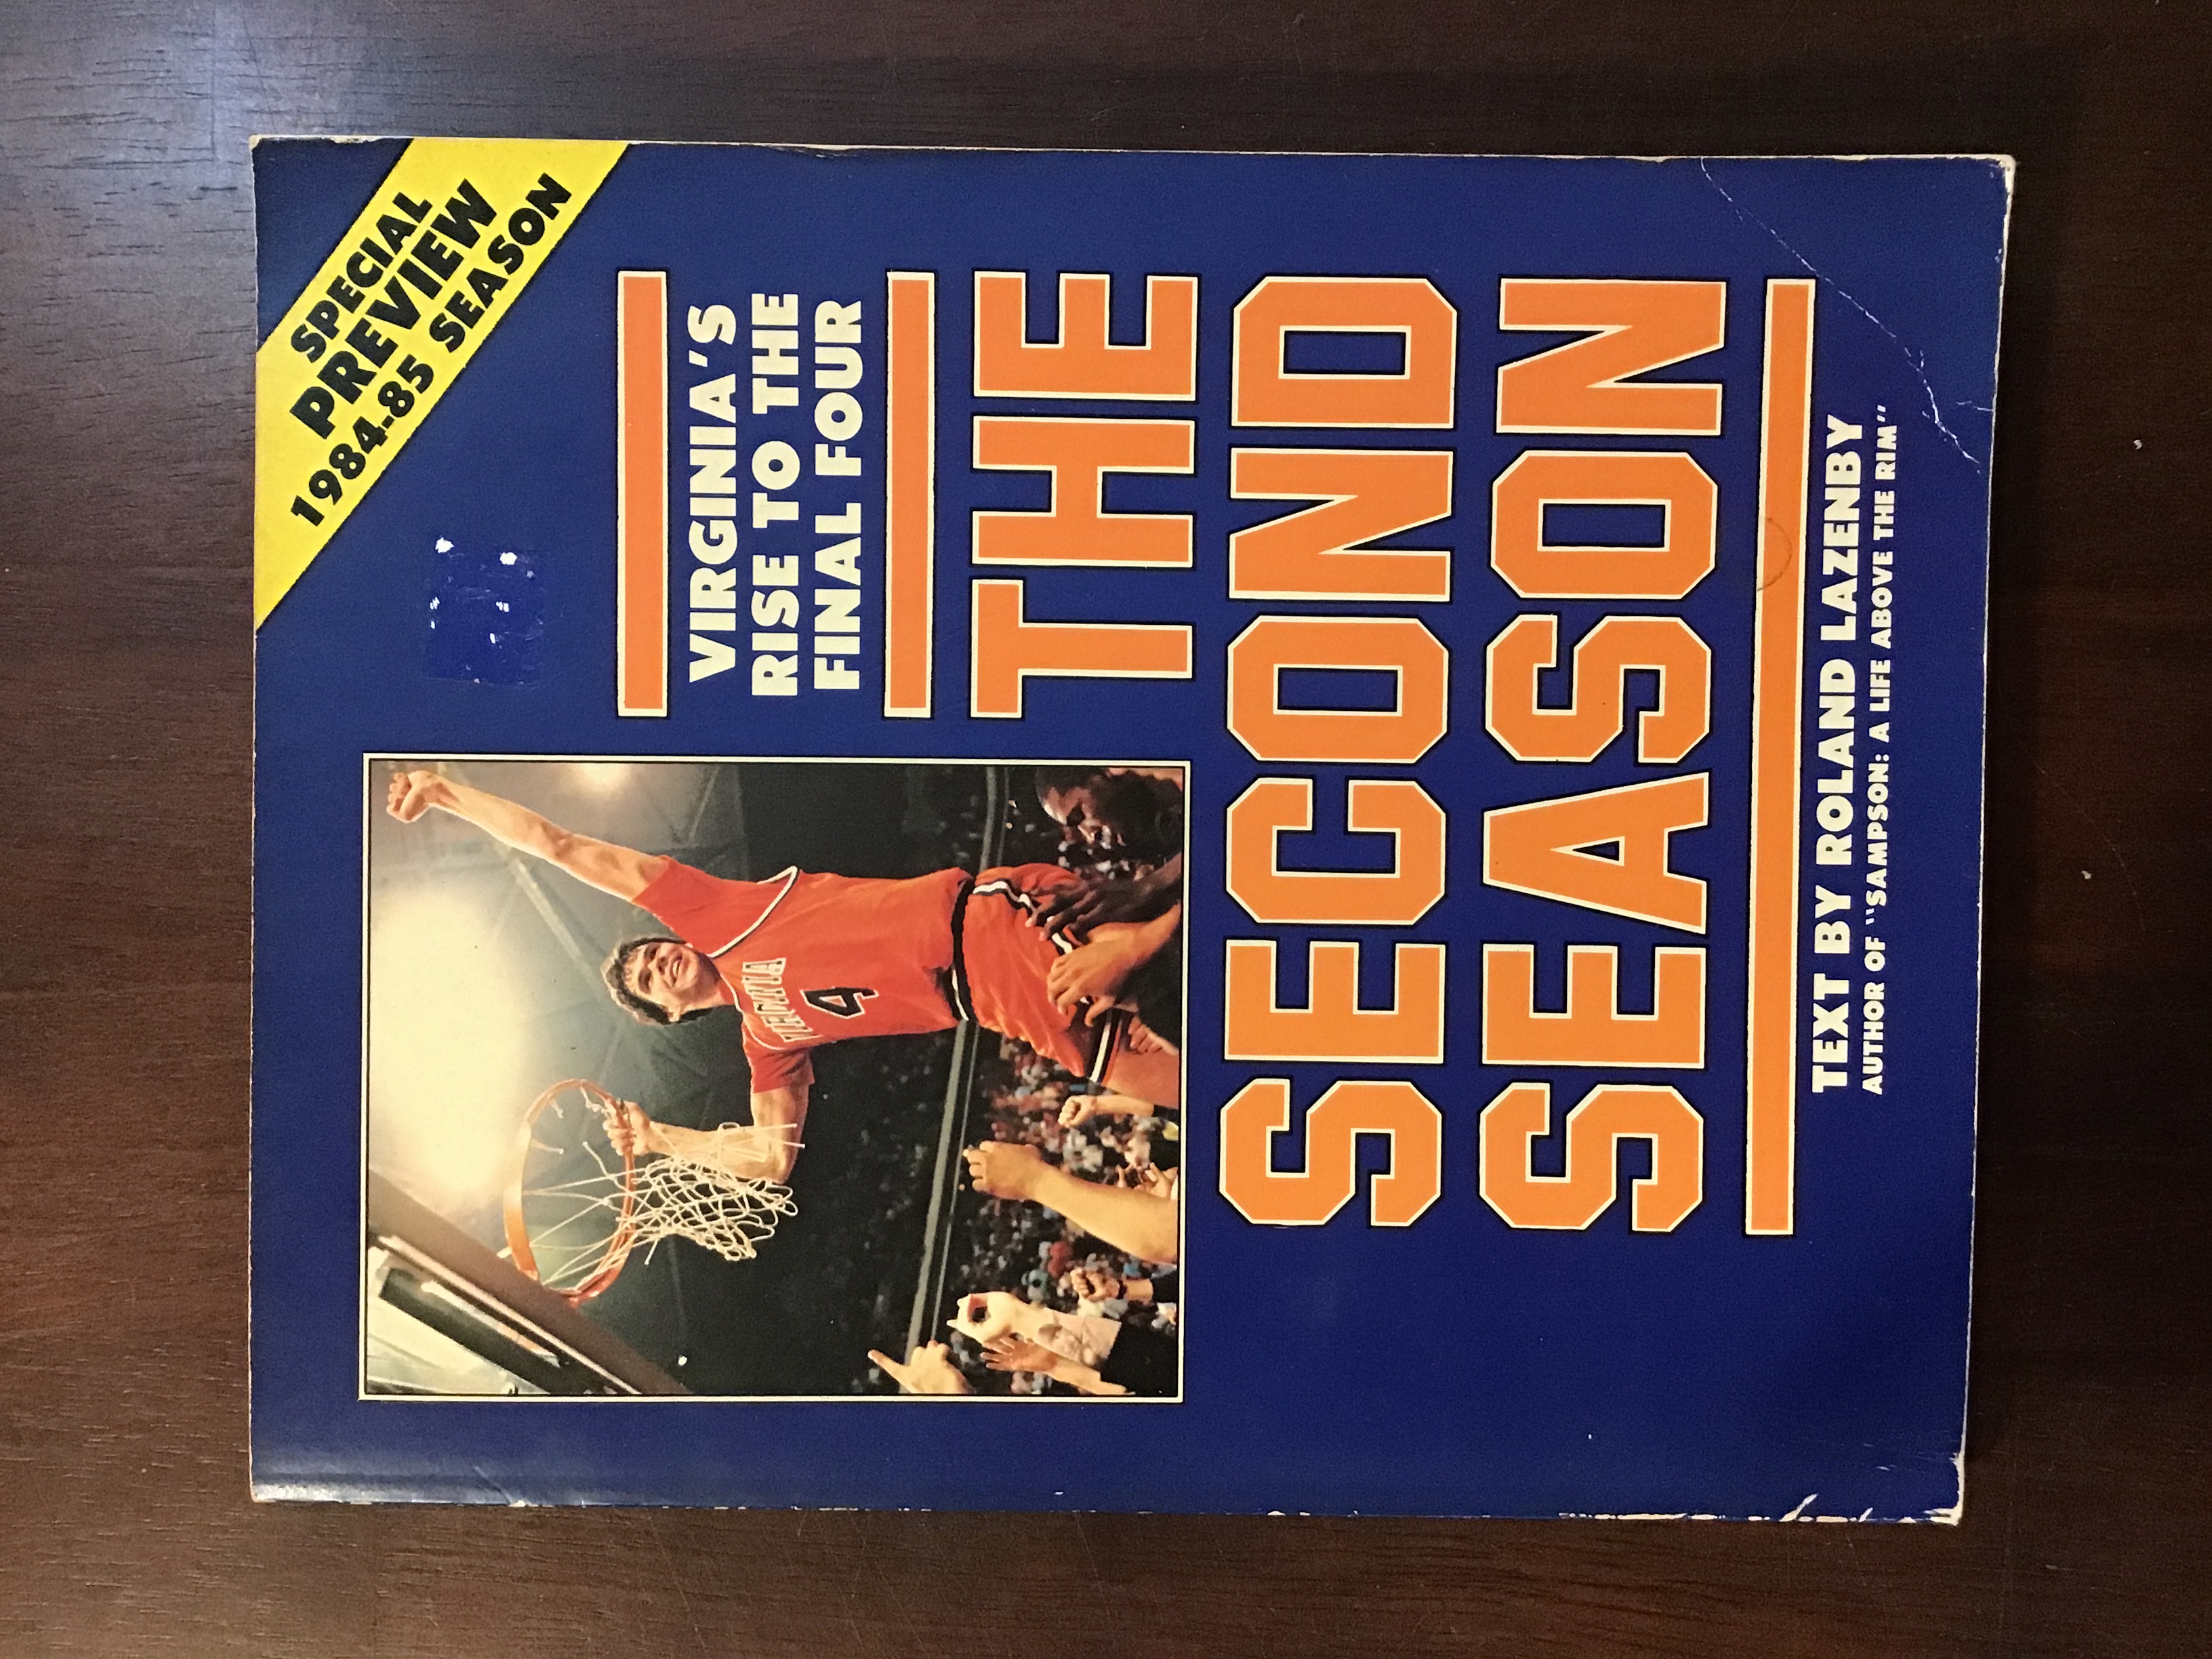 SPECIAL
PREVIEW
1984-85 SEASON
VIRGINIA
4
VIRGINIA'S
RISE TO THE
FINAL FOUR
THE
SECOND
SEASON
TEXT BY ROLAND LAZENBY
AUTHOR OF "SAMPSON: A LIFE ABOVE THE RIM"